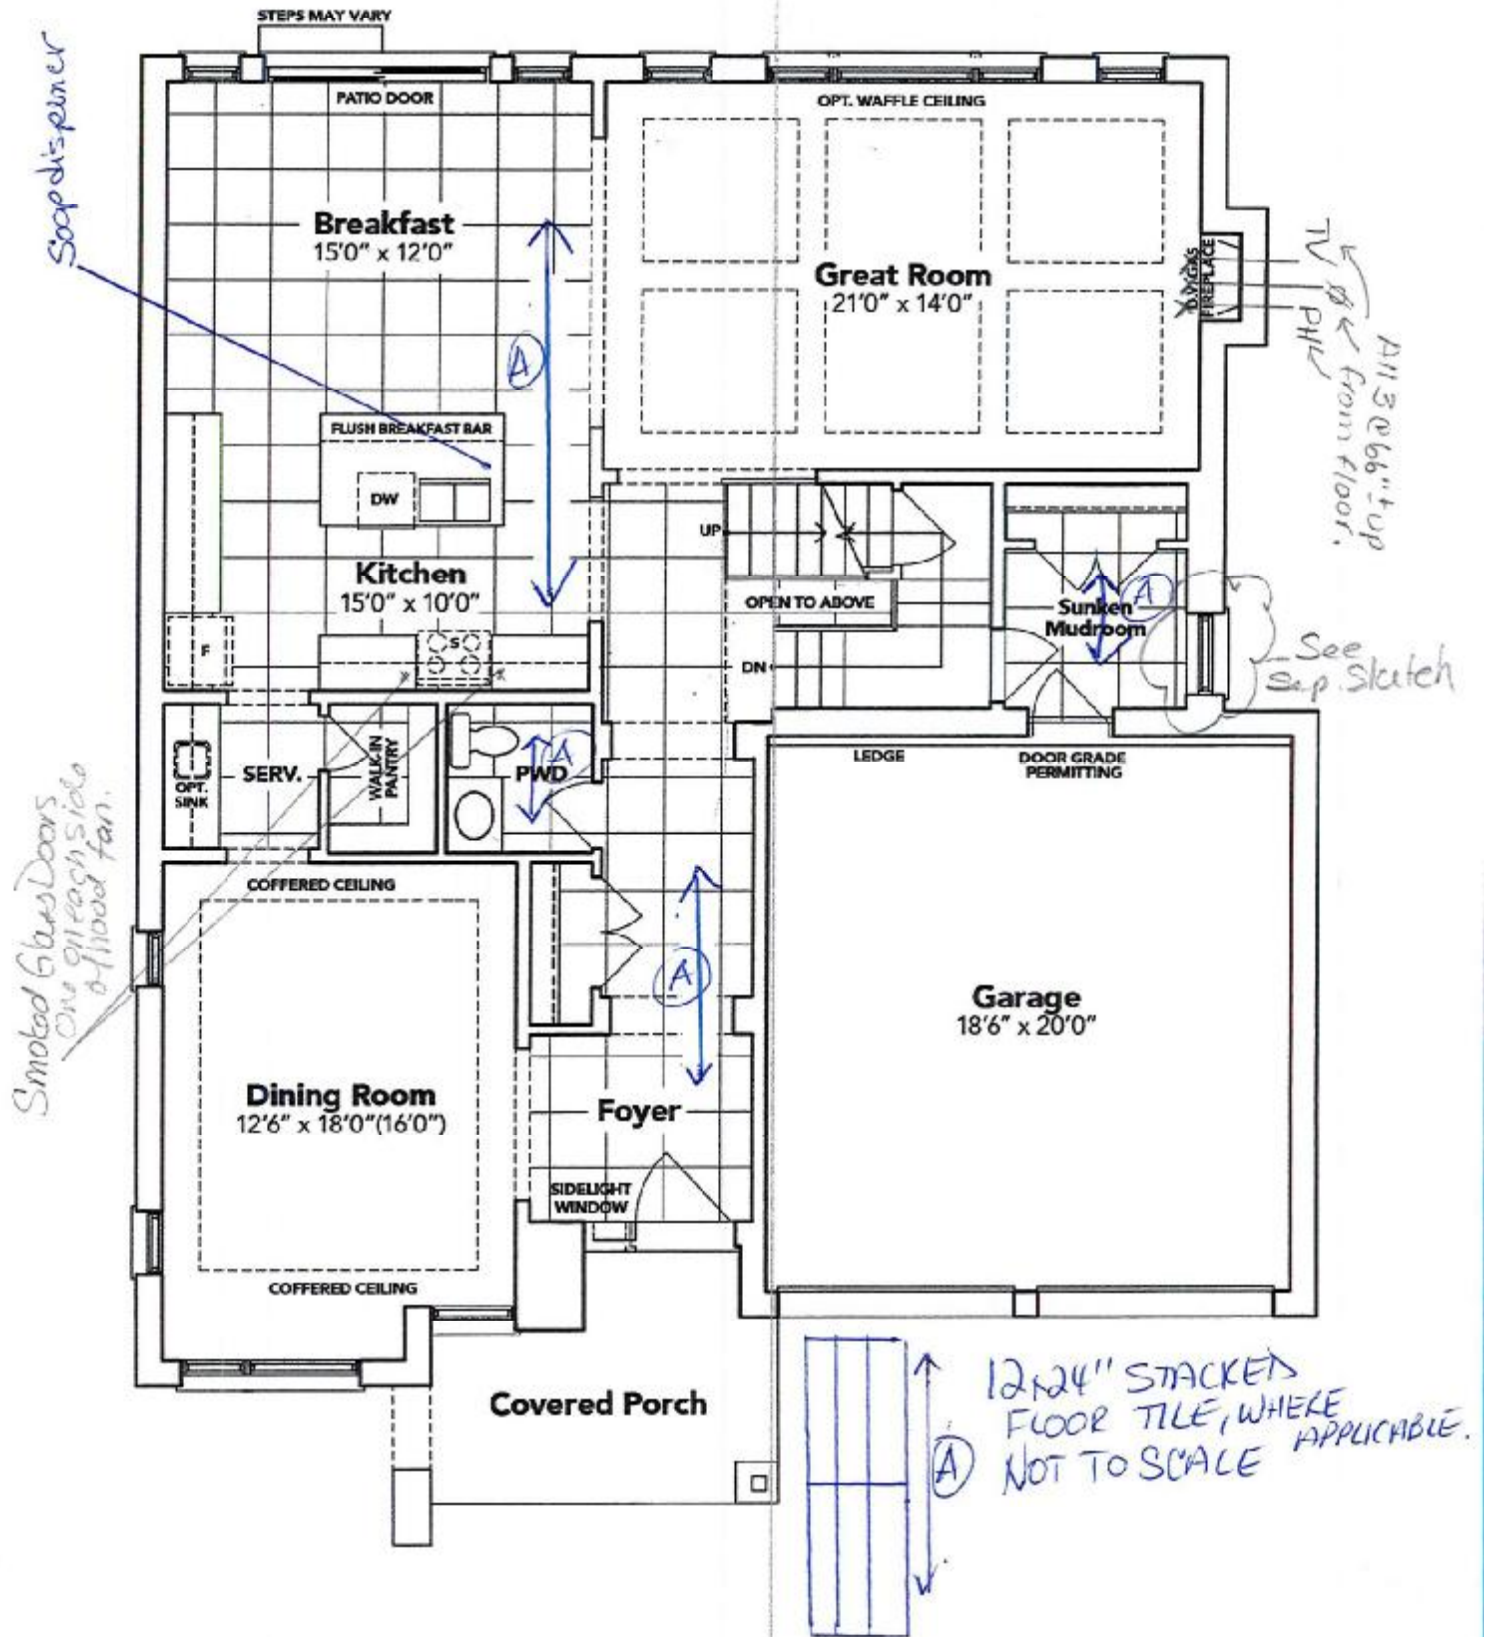 STEPS MAY VARY
PATIO DOOR
OPT. WAFFLE CEILING
Soap dispenser
Breakfast
15'0" x 12'0"
Great Room
21'0" x 14'0"
FIREPLACE
TV
PH
All 3 @ 66" ± up
from floor.
A
FLUSH BREAKFAST BAR
DW
UP
Kitchen
15'0" x 10'0"
OPEN TO ABOVE
A
Sunken
Mudroom
S
F
DN
See
Sep. Sketch
LEDGE
DOOR GRADE
PERMITTING
OPT.
SINK
SERV.
WALK-IN
PANTRY
A
PWD
Smoked Glass Doors
One on each side
of hood fan.
COFFERED CEILING
A
Garage
18'6" x 20'0"
Dining Room
12'6" x 18'0"(16'0")
Foyer
SIDELIGHT
WINDOW
COFFERED CEILING
Covered Porch
A
12x24" STACKED
FLOOR TILE, WHERE
APPLICABLE.
NOT TO SCALE